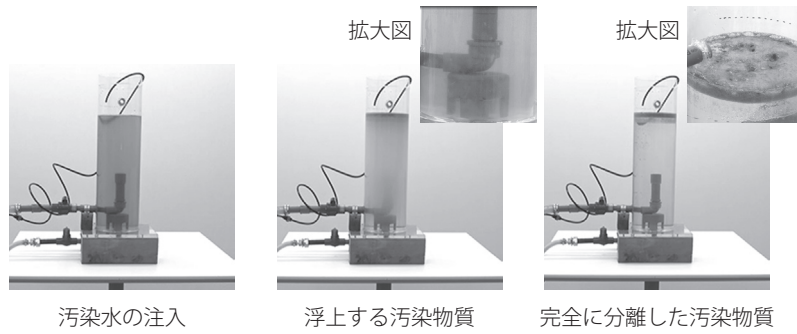 拡大図
拡大図
汚染水の注入
浮上する汚染物質
完全に分離した汚染物質